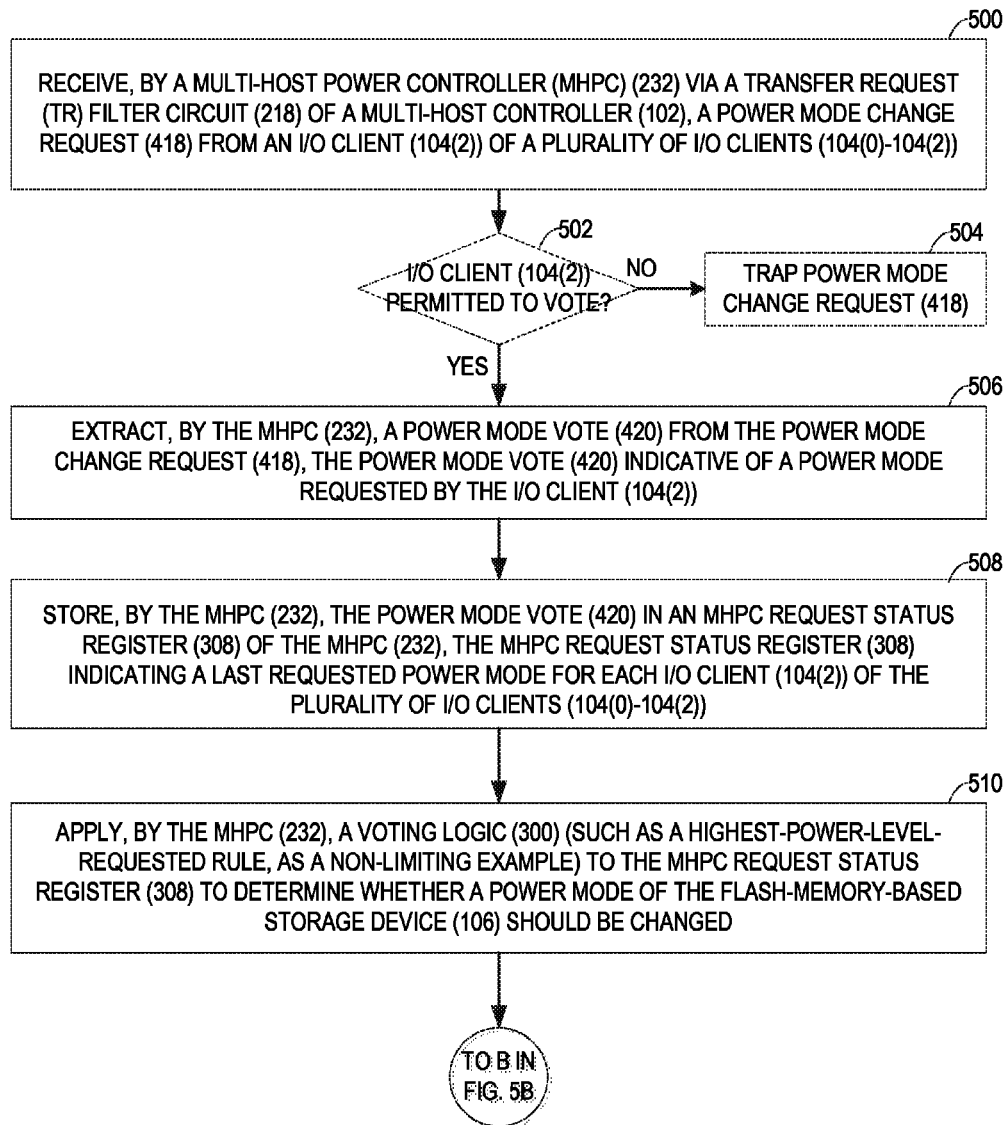 500
RECEIVE, BY A MULTI-HOST POWER CONTROLLER (MHPC) (232) VIA A TRANSFER REQUEST
(TR) FILTER CIRCUIT (218) OF A MULTI-HOST CONTROLLER (102), A POWER MODE CHANGE
REQUEST (418) FROM AN I/O CLIENT (104(2)) OF A PLURALITY OF I/O CLIENTS (104(0)-104(2))
502
I/O CLIENT (104(2))
PERMITTED TO VOTE?
NO
504
TRAP POWER MODE
CHANGE REQUEST (418)
YES
506
EXTRACT, BY THE MHPC (232), A POWER MODE VOTE (420) FROM THE POWER MODE
CHANGE REQUEST (418), THE POWER MODE VOTE (420) INDICATIVE OF A POWER MODE
REQUESTED BY THE I/O CLIENT (104(2))
508
STORE, BY THE MHPC (232), THE POWER MODE VOTE (420) IN AN MHPC REQUEST STATUS
REGISTER (308) OF THE MHPC (232), THE MHPC REQUEST STATUS REGISTER (308)
INDICATING A LAST REQUESTED POWER MODE FOR EACH I/O CLIENT (104(2)) OF THE
PLURALITY OF I/O CLIENTS (104(0)-104(2))
510
APPLY, BY THE MHPC (232), A VOTING LOGIC (300) (SUCH AS A HIGHEST-POWER-LEVEL-
REQUESTED RULE, AS A NON-LIMITING EXAMPLE) TO THE MHPC REQUEST STATUS
REGISTER (308) TO DETERMINE WHETHER A POWER MODE OF THE FLASH-MEMORY-BASED
STORAGE DEVICE (106) SHOULD BE CHANGED
TO B IN
FIG. 5B